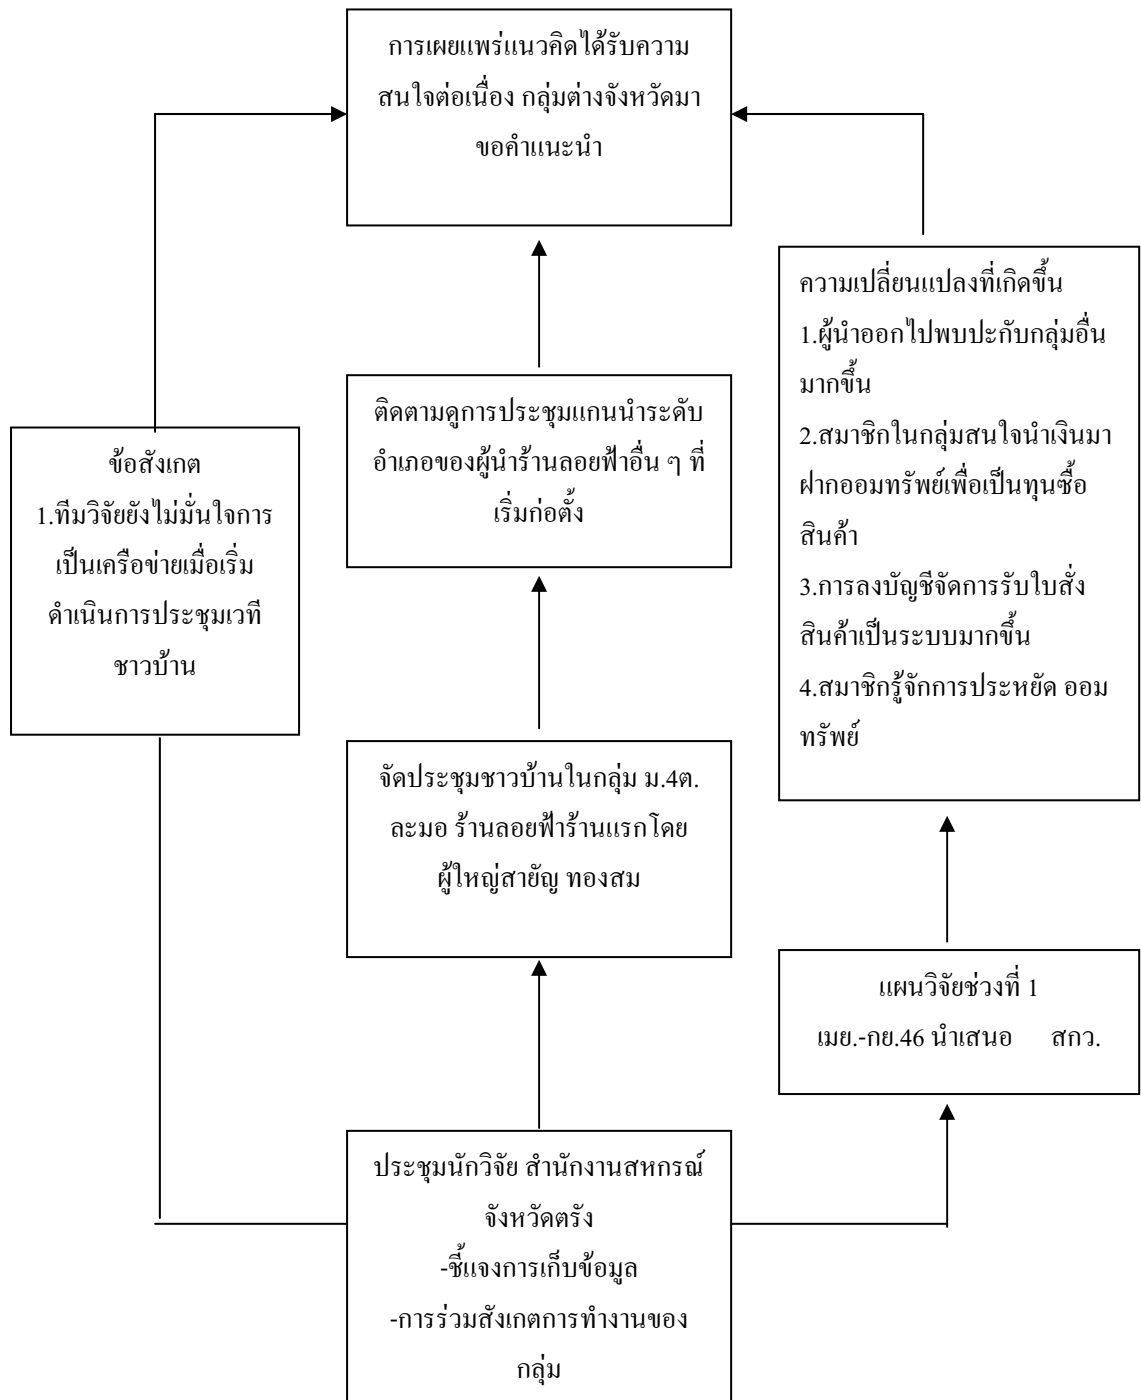 การเผยแพร่แนวคิดได้รับความ
สนใจต่อเนื่อง กลุ่มต่างจังหวัดมา
ขอคำแนะนำ
ความเปลี่ยนแปลงที่เกิดขึ้น
1.ผู้นำออกไปพบปะกับกลุ่มอื่น
มากขึ้น
2.สมาชิกในกลุ่มสนใจนำเงินมา
ฝากออมทรัพย์เพื่อเป็นทุนซื้อ
สินค้า
3.การลงบัญชีจัดการรับใบสั่ง
สินค้าเป็นระบบมากขึ้น
4.สมาชิกรู้จักการประหยัด ออม
ทรัพย์
ติดตามดูการประชุมแกนนำระดับ
อำเภอของผู้นำร้านลอยฟ้าอื่น ๆ ที่
เริ่มก่อตั้ง
ข้อสังเกต
1.ทีมวิจัยยังไม่มั่นใจการ
เป็นเครือข่ายเมื่อเริ่ม
ดำเนินการประชุมเวที
ชาวบ้าน
จัดประชุมชาวบ้านในกลุ่ม ม.4ต.
ละมอ ร้านลอยฟ้าร้านแรกโดย
ผู้ใหญ่สายัญ ทองสม
แผนวิจัยช่วงที่ 1
เมย.-กย.46 นำเสนอ สกว.
ประชุมนักวิจัย สำนักงานสหกรณ์
จังหวัดตรัง
-ชี้แจงการเก็บข้อมูล
-การร่วมสังเกตการทำงานของ
กลุ่ม